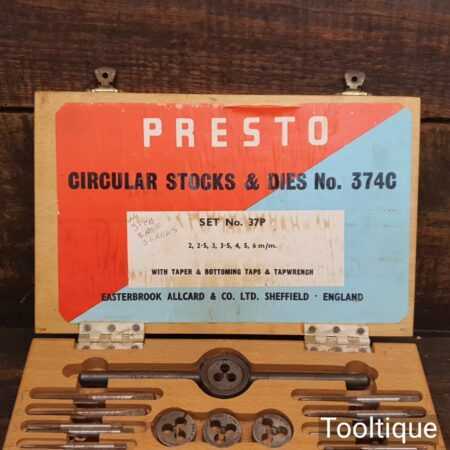 PRESTO
CIRCULAR STOCKS & DIES No. 374C
SET No. 37P
2, 2·5, 3, 3·5, 4, 5, 6 m/m.
WITH TAPER & BOTTOMING TAPS & TAPWRENCH
EASTERBROOK ALLCARD & CO. LTD. SHEFFIELD · ENGLAND
Tooltique